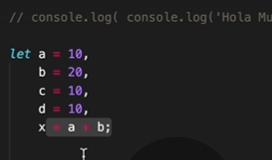 // console.log( console.log('Hola Mu
let a = 10,
b = 20,
c = 10,
d = 10,
x = a + b;